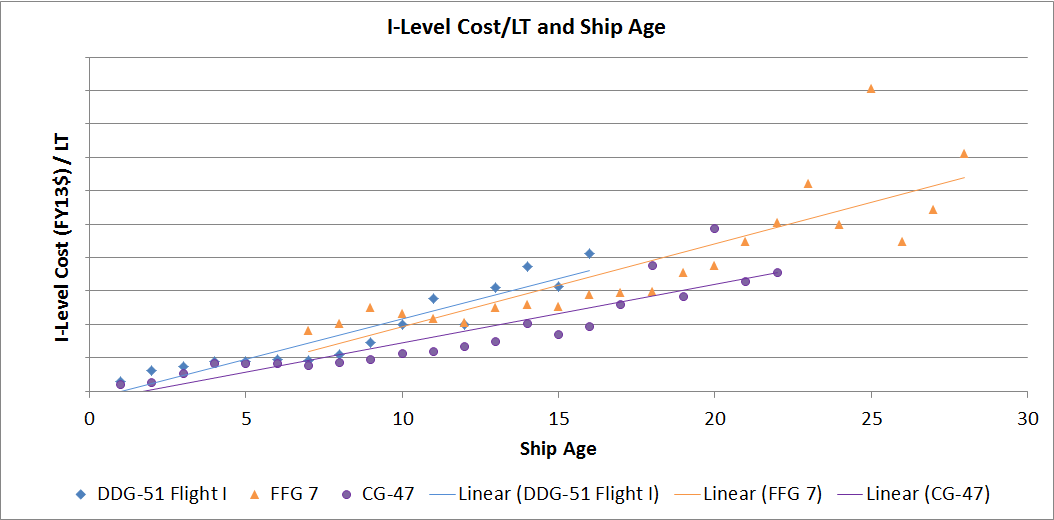 I-Level Cost/LT and Ship Age
I-Level Cost (FY13$) / LT
0 5 10 15 20 25 30
Ship Age
DDG-51 Flight I FFG 7 CG-47 Linear (DDG-51 Flight I) Linear (FFG 7) Linear (CG-47)